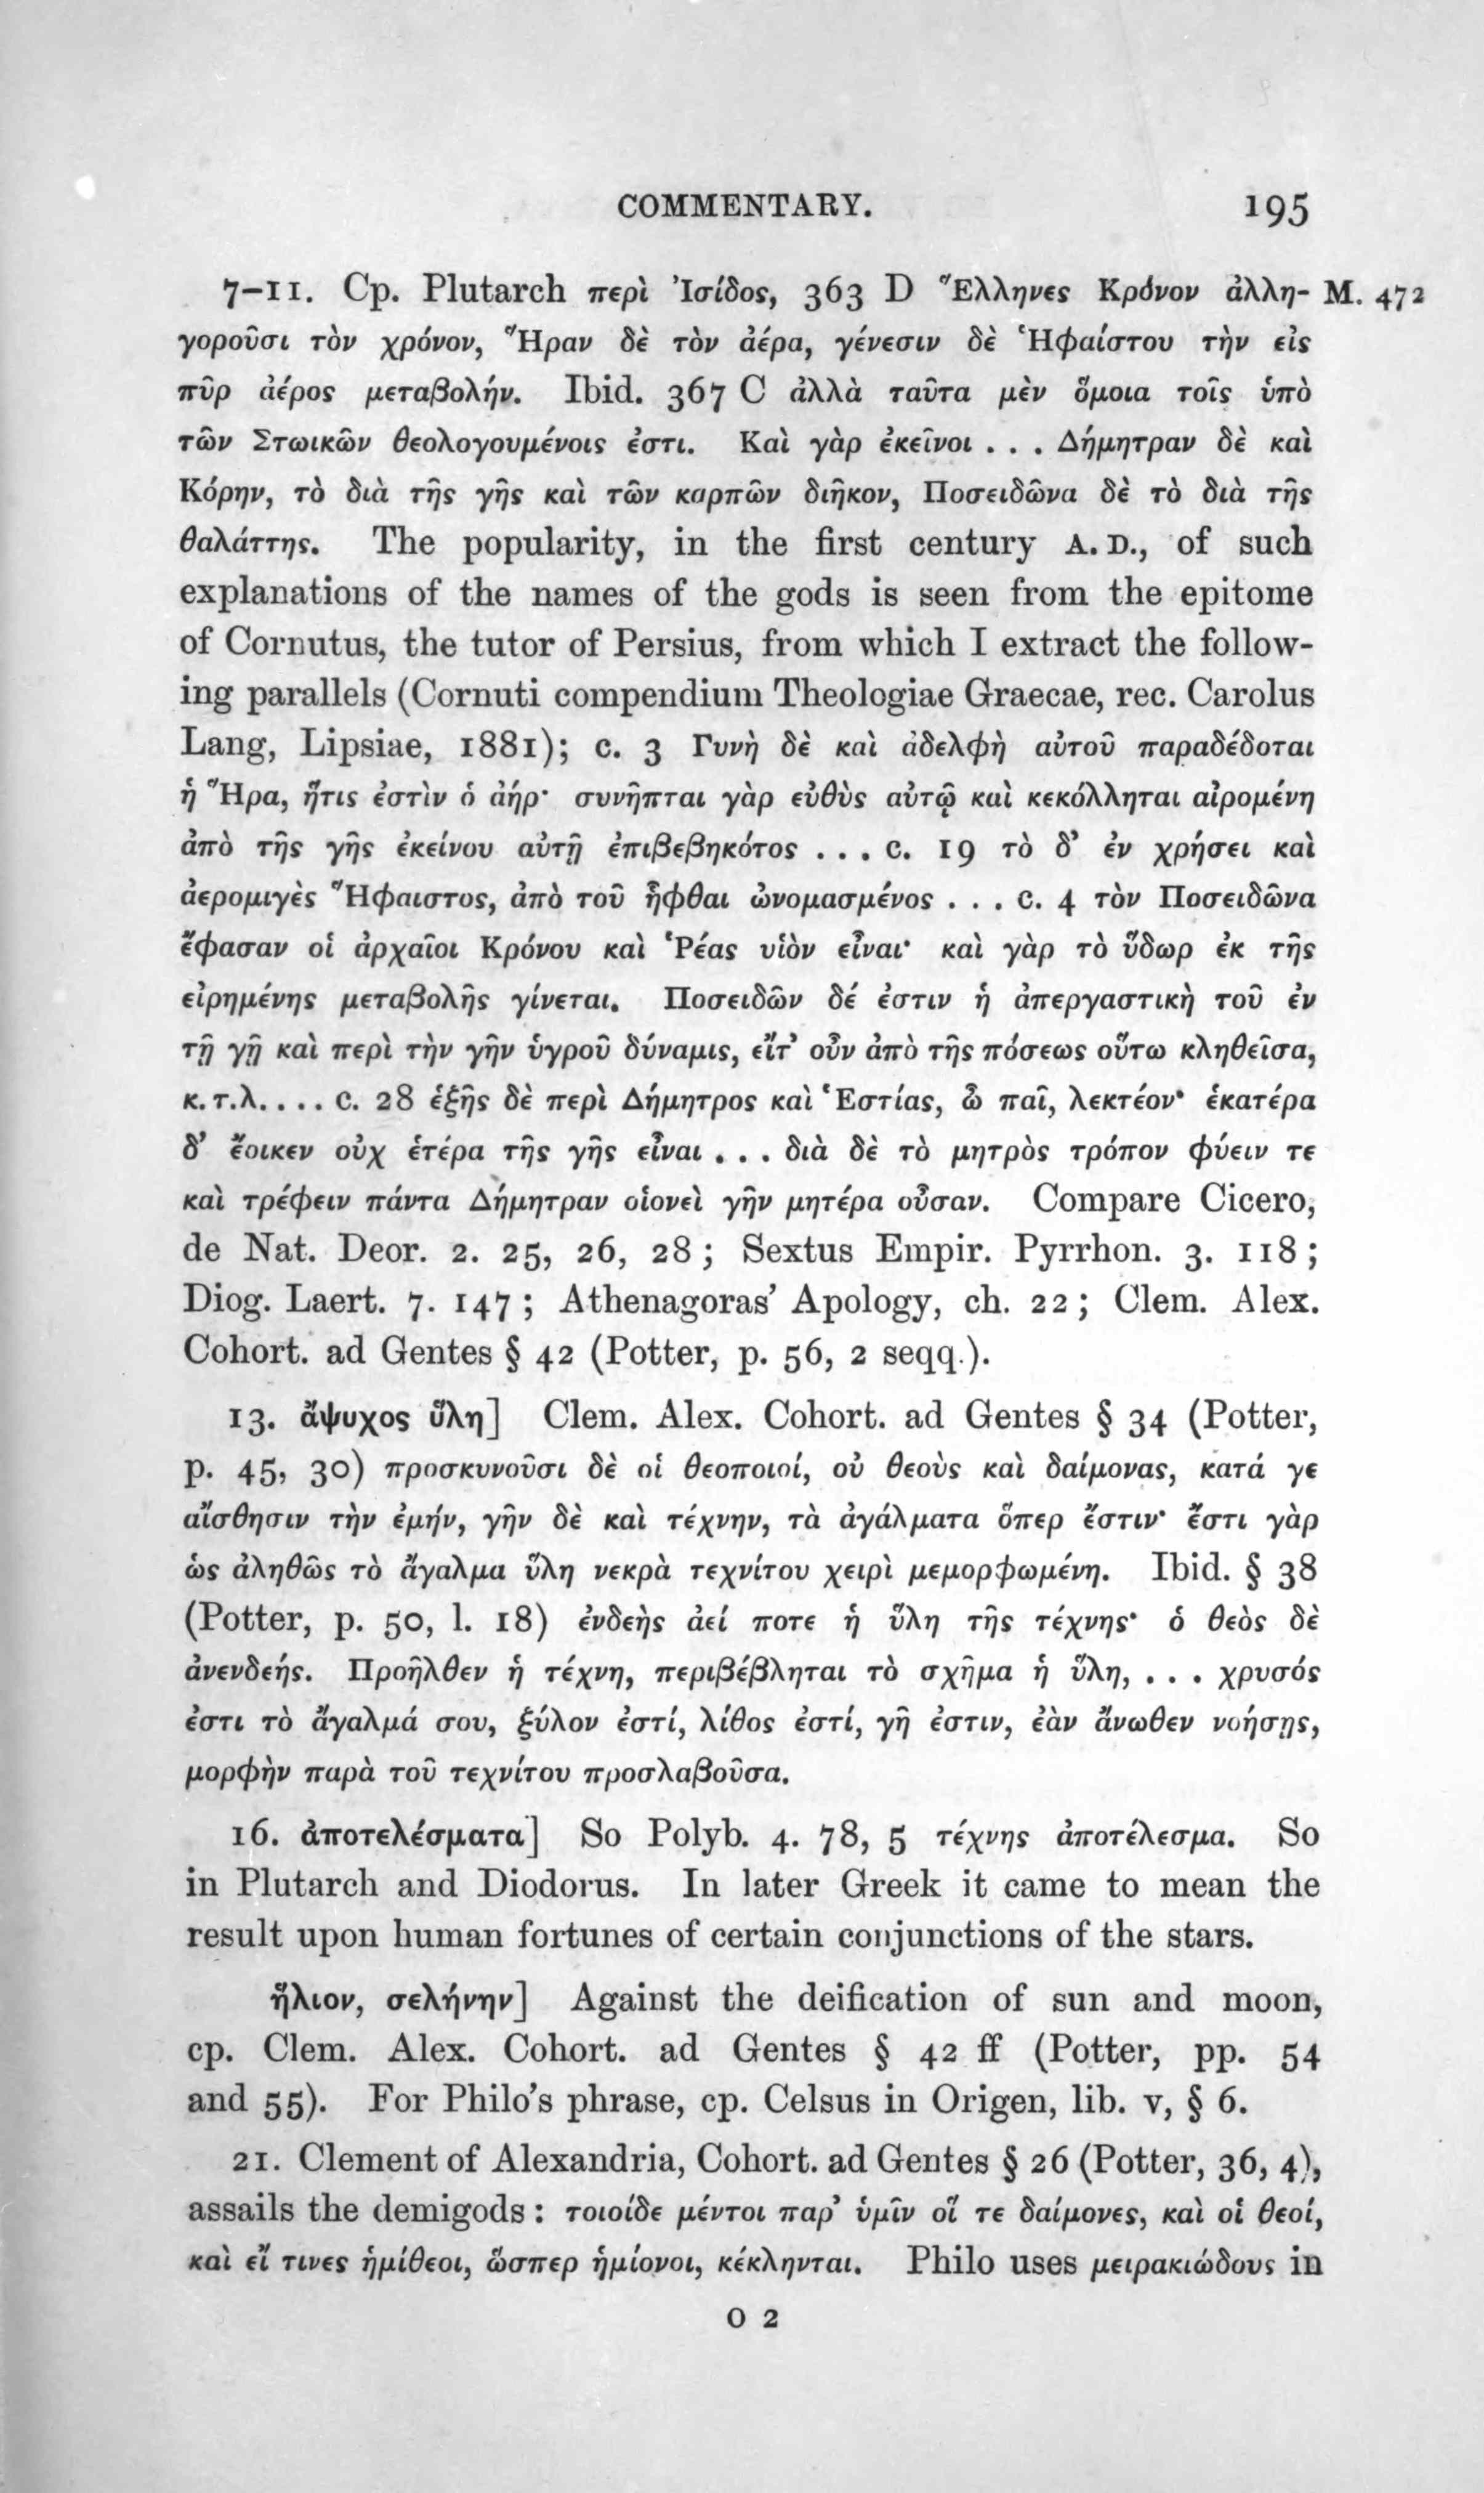 COMMENTARY. 195
7–11. Cp. Plutarch περὶ Ἰσίδος, 363 D Ἕλληνες Κρόνον ἀλλη- M. 472
γοροῦσι τὸν χρόνον, Ἥραν δὲ τὸν ἀέρα, γένεσιν δὲ Ἡφαίστου τὴν εἰς
πῦρ ἀέρος μεταβολήν. Ibid. 367 C ἀλλὰ ταῦτα μὲν ὅμοια τοῖς ὑπὸ
τῶν Στωικῶν θεολογουμένοις ἐστι. Καὶ γὰρ ἐκεῖνοι . . . Δήμητραν δὲ καὶ
Κόρην, τὸ διὰ τῆς γῆς καὶ τῶν καρπῶν διῆκον, Ποσειδῶνα δὲ τὸ διὰ τῆς
θαλάττης. The popularity, in the first century A.D., of such
explanations of the names of the gods is seen from the epitome
of Cornutus, the tutor of Persius, from which I extract the follow-
ing parallels (Cornuti compendium Theologiae Graecae, rec. Carolus
Lang, Lipsiae, 1881); c. 3 Γυνὴ δὲ καὶ ἀδελφὴ αὐτοῦ παραδέδοται
ἡ Ἥρα, ἥτις ἐστὶν ὁ ἀήρ· συνῆπται γὰρ εὐθὺς αὐτῷ καὶ κεκόλληται αἰρομένη
ἀπὸ τῆς γῆς ἐκείνου αὐτῇ ἐπιβεβηκότος . . . c. 19 τὸ δ’ ἐν χρήσει καὶ
ἀερομιγὲς Ἥφαιστος, ἀπὸ τοῦ ἧφθαι ὠνομασμένος . . . c. 4 τὸν Ποσειδῶνα
ἔφασαν οἱ ἀρχαῖοι Κρόνου καὶ Ῥέας υἱὸν εἶναι· καὶ γὰρ τὸ ὕδωρ ἐκ τῆς
εἰρημένης μεταβολῆς γίνεται. Ποσειδῶν δέ ἐστιν ἡ ἀπεργαστικὴ τοῦ ἐν
τῇ γῇ καὶ περὶ τὴν γῆν ὑγροῦ δύναμις, εἴτ’ οὖν ἀπὸ τῆς πόσεως οὕτω κληθεῖσα,
κ.τ.λ. . . . c. 28 ἑξῆς δὲ περὶ Δήμητρος καὶ Ἑστίας, ὦ παῖ, λεκτέον· ἑκατέρα
δ’ ἔοικεν οὐχ ἑτέρα τῆς γῆς εἶναι . . . διὰ δὲ τὸ μητρὸς τρόπον φύειν τε
καὶ τρέφειν πάντα Δήμητραν οἱονεὶ γῆν μητέρα οὖσαν. Compare Cicero,
de Nat. Deor. 2. 25, 26, 28; Sextus Empir. Pyrrhon. 3. 118;
Diog. Laert. 7. 147; Athenagoras’ Apology, ch. 22; Clem. Alex.
Cohort. ad Gentes § 42 (Potter, p. 56, 2 seqq.).
13. ἄψυχος ὕλη] Clem. Alex. Cohort. ad Gentes § 34 (Potter,
p. 45, 30) προσκυνοῦσι δὲ οἱ θεοποιοί, οὐ θεοὺς καὶ δαίμονας, κατά γε
αἴσθησιν τὴν ἐμήν, γῆν δὲ καὶ τέχνην, τὰ ἀγάλματα ὅπερ ἔστιν· ἔστι γὰρ
ὡς ἀληθῶς τὸ ἄγαλμα ὕλη νεκρὰ τεχνίτου χειρὶ μεμορφωμένη. Ibid. § 38
(Potter, p. 50, l. 18) ἐνδεὴς ἀεί ποτε ἡ ὕλη τῆς τέχνης· ὁ θεὸς δὲ
ἀνενδεής. Προῆλθεν ἡ τέχνη, περιβέβληται τὸ σχῆμα ἡ ὕλη, . . . χρυσός
ἐστι τὸ ἄγαλμά σου, ξύλον ἐστί, λίθος ἐστί, γῆ ἐστιν, ἐὰν ἄνωθεν νοήσῃς,
μορφὴν παρὰ τοῦ τεχνίτου προσλαβοῦσα.
16. ἀποτελέσματα] So Polyb. 4. 78, 5 τέχνης ἀποτέλεσμα. So
in Plutarch and Diodorus. In later Greek it came to mean the
result upon human fortunes of certain conjunctions of the stars.
ἥλιον, σελήνην] Against the deification of sun and moon,
cp. Clem. Alex. Cohort. ad Gentes § 42 ff (Potter, pp. 54
and 55). For Philo’s phrase, cp. Celsus in Origen, lib. v, § 6.
21. Clement of Alexandria, Cohort. ad Gentes § 26 (Potter, 36, 4),
assails the demigods: τοιοίδε μέντοι παρ’ ὑμῖν οἵ τε δαίμονες, καὶ οἱ θεοί,
καὶ εἴ τινες ἡμίθεοι, ὥσπερ ἡμίονοι, κέκληνται. Philo uses μειρακιώδους in
O 2